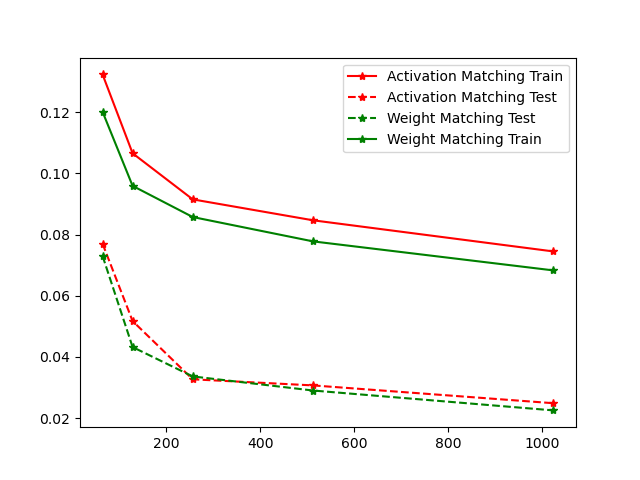 Activation Matching Train
Activation Matching Test
Weight Matching Test
Weight Matching Train
0.12
0.10
0.08
0.06
0.04
0.02
200 400 600 800 1000